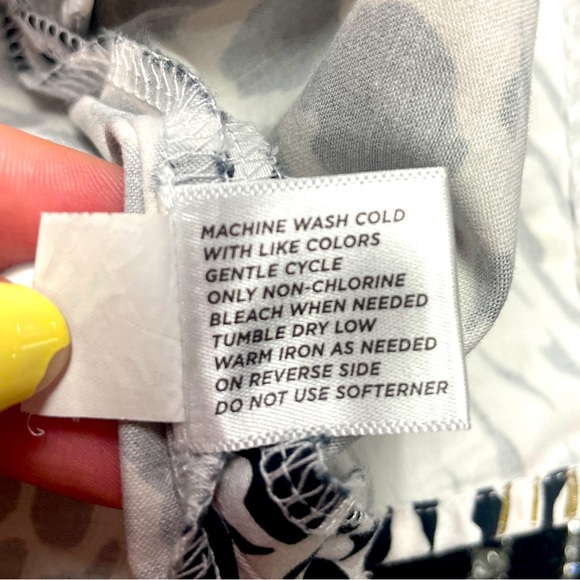 MACHINE WASH COLD
WITH LIKE COLORS
GENTLE CYCLE
ONLY NON-CHLORINE
BLEACH WHEN NEEDED
TUMBLE DRY LOW
WARM IRON AS NEEDED
ON REVERSE SIDE
DO NOT USE SOFTERNER